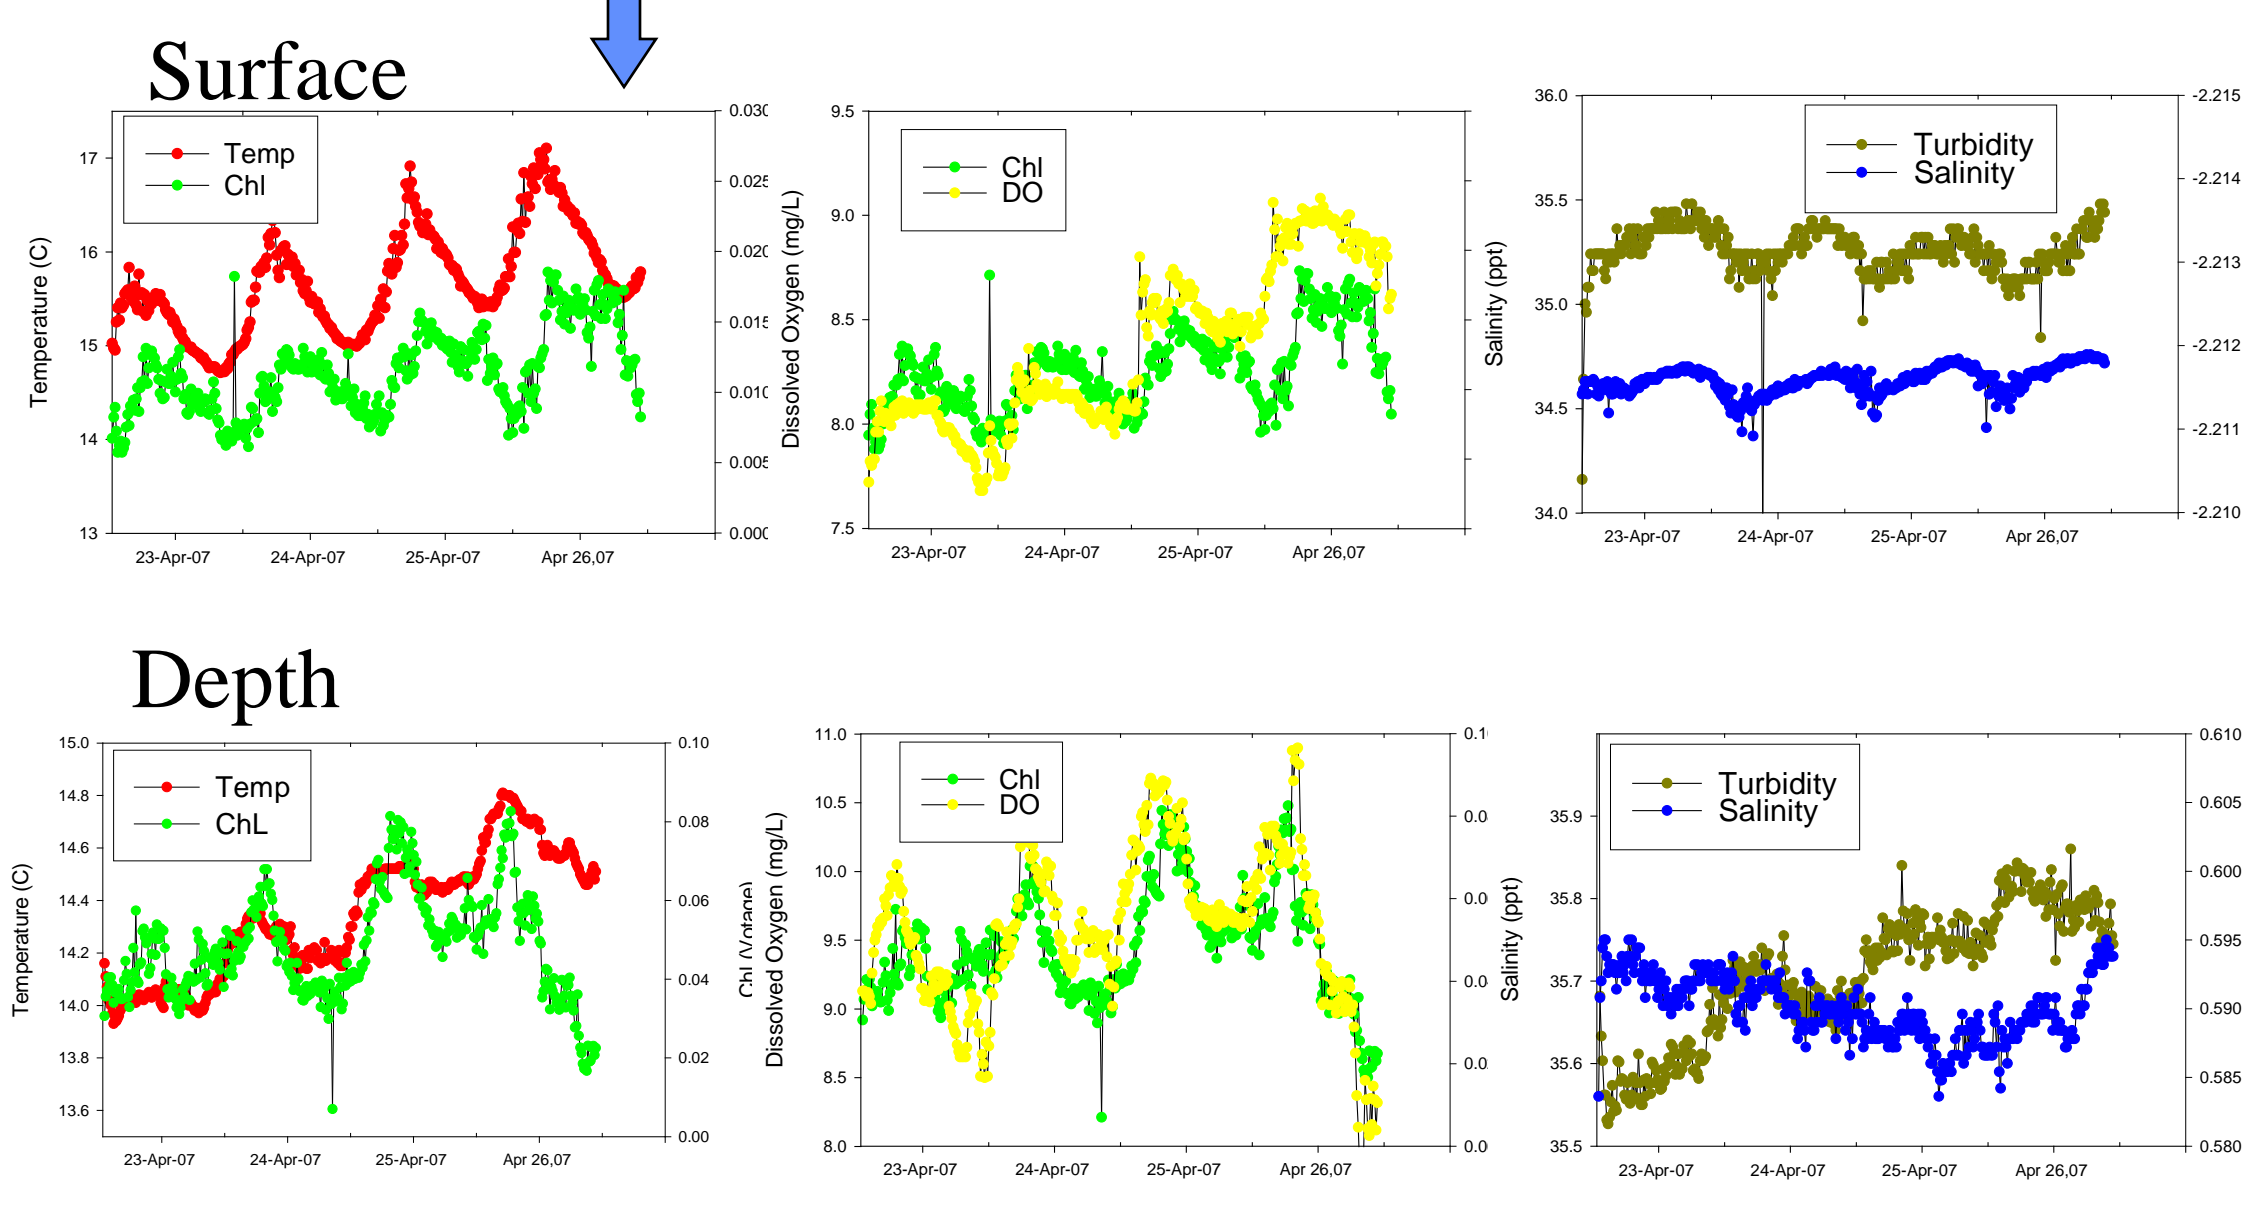 Surface
Temp
Chl
17
16
15
14
13
Temperature (C)
0.025
0.010
23-Apr-07
24-Apr-07
25-Apr-07
Apr 26,07
Chl
DO
9.5
9.0
8.5
8.0
7.5
Dissolved Oxygen (mg/L)
23-Apr-07
24-Apr-07
25-Apr-07
Apr 26,07
Turbidity
Salinity
36.0
35.5
35.0
34.5
34.0
Salinity (ppt)
-2.215
-2.214
-2.213
-2.212
-2.211
-2.210
23-Apr-07
24-Apr-07
25-Apr-07
Apr 26,07
Depth
Temp
ChL
15.0
14.8
14.6
14.4
14.2
14.0
13.8
13.6
Temperature (C)
0.10
0.08
0.06
0.04
0.02
0.00
23-Apr-07
24-Apr-07
25-Apr-07
Apr 26,07
Chl
DO
11.0
10.5
10.0
9.5
9.0
8.5
8.0
Dissolved Oxygen (mg/L)
23-Apr-07
24-Apr-07
25-Apr-07
Apr 26,07
Turbidity
Salinity
35.9
35.8
35.7
35.6
35.5
Salinity (ppt)
0.610
0.605
0.600
0.595
0.590
0.585
0.580
23-Apr-07
24-Apr-07
25-Apr-07
Apr 26,07